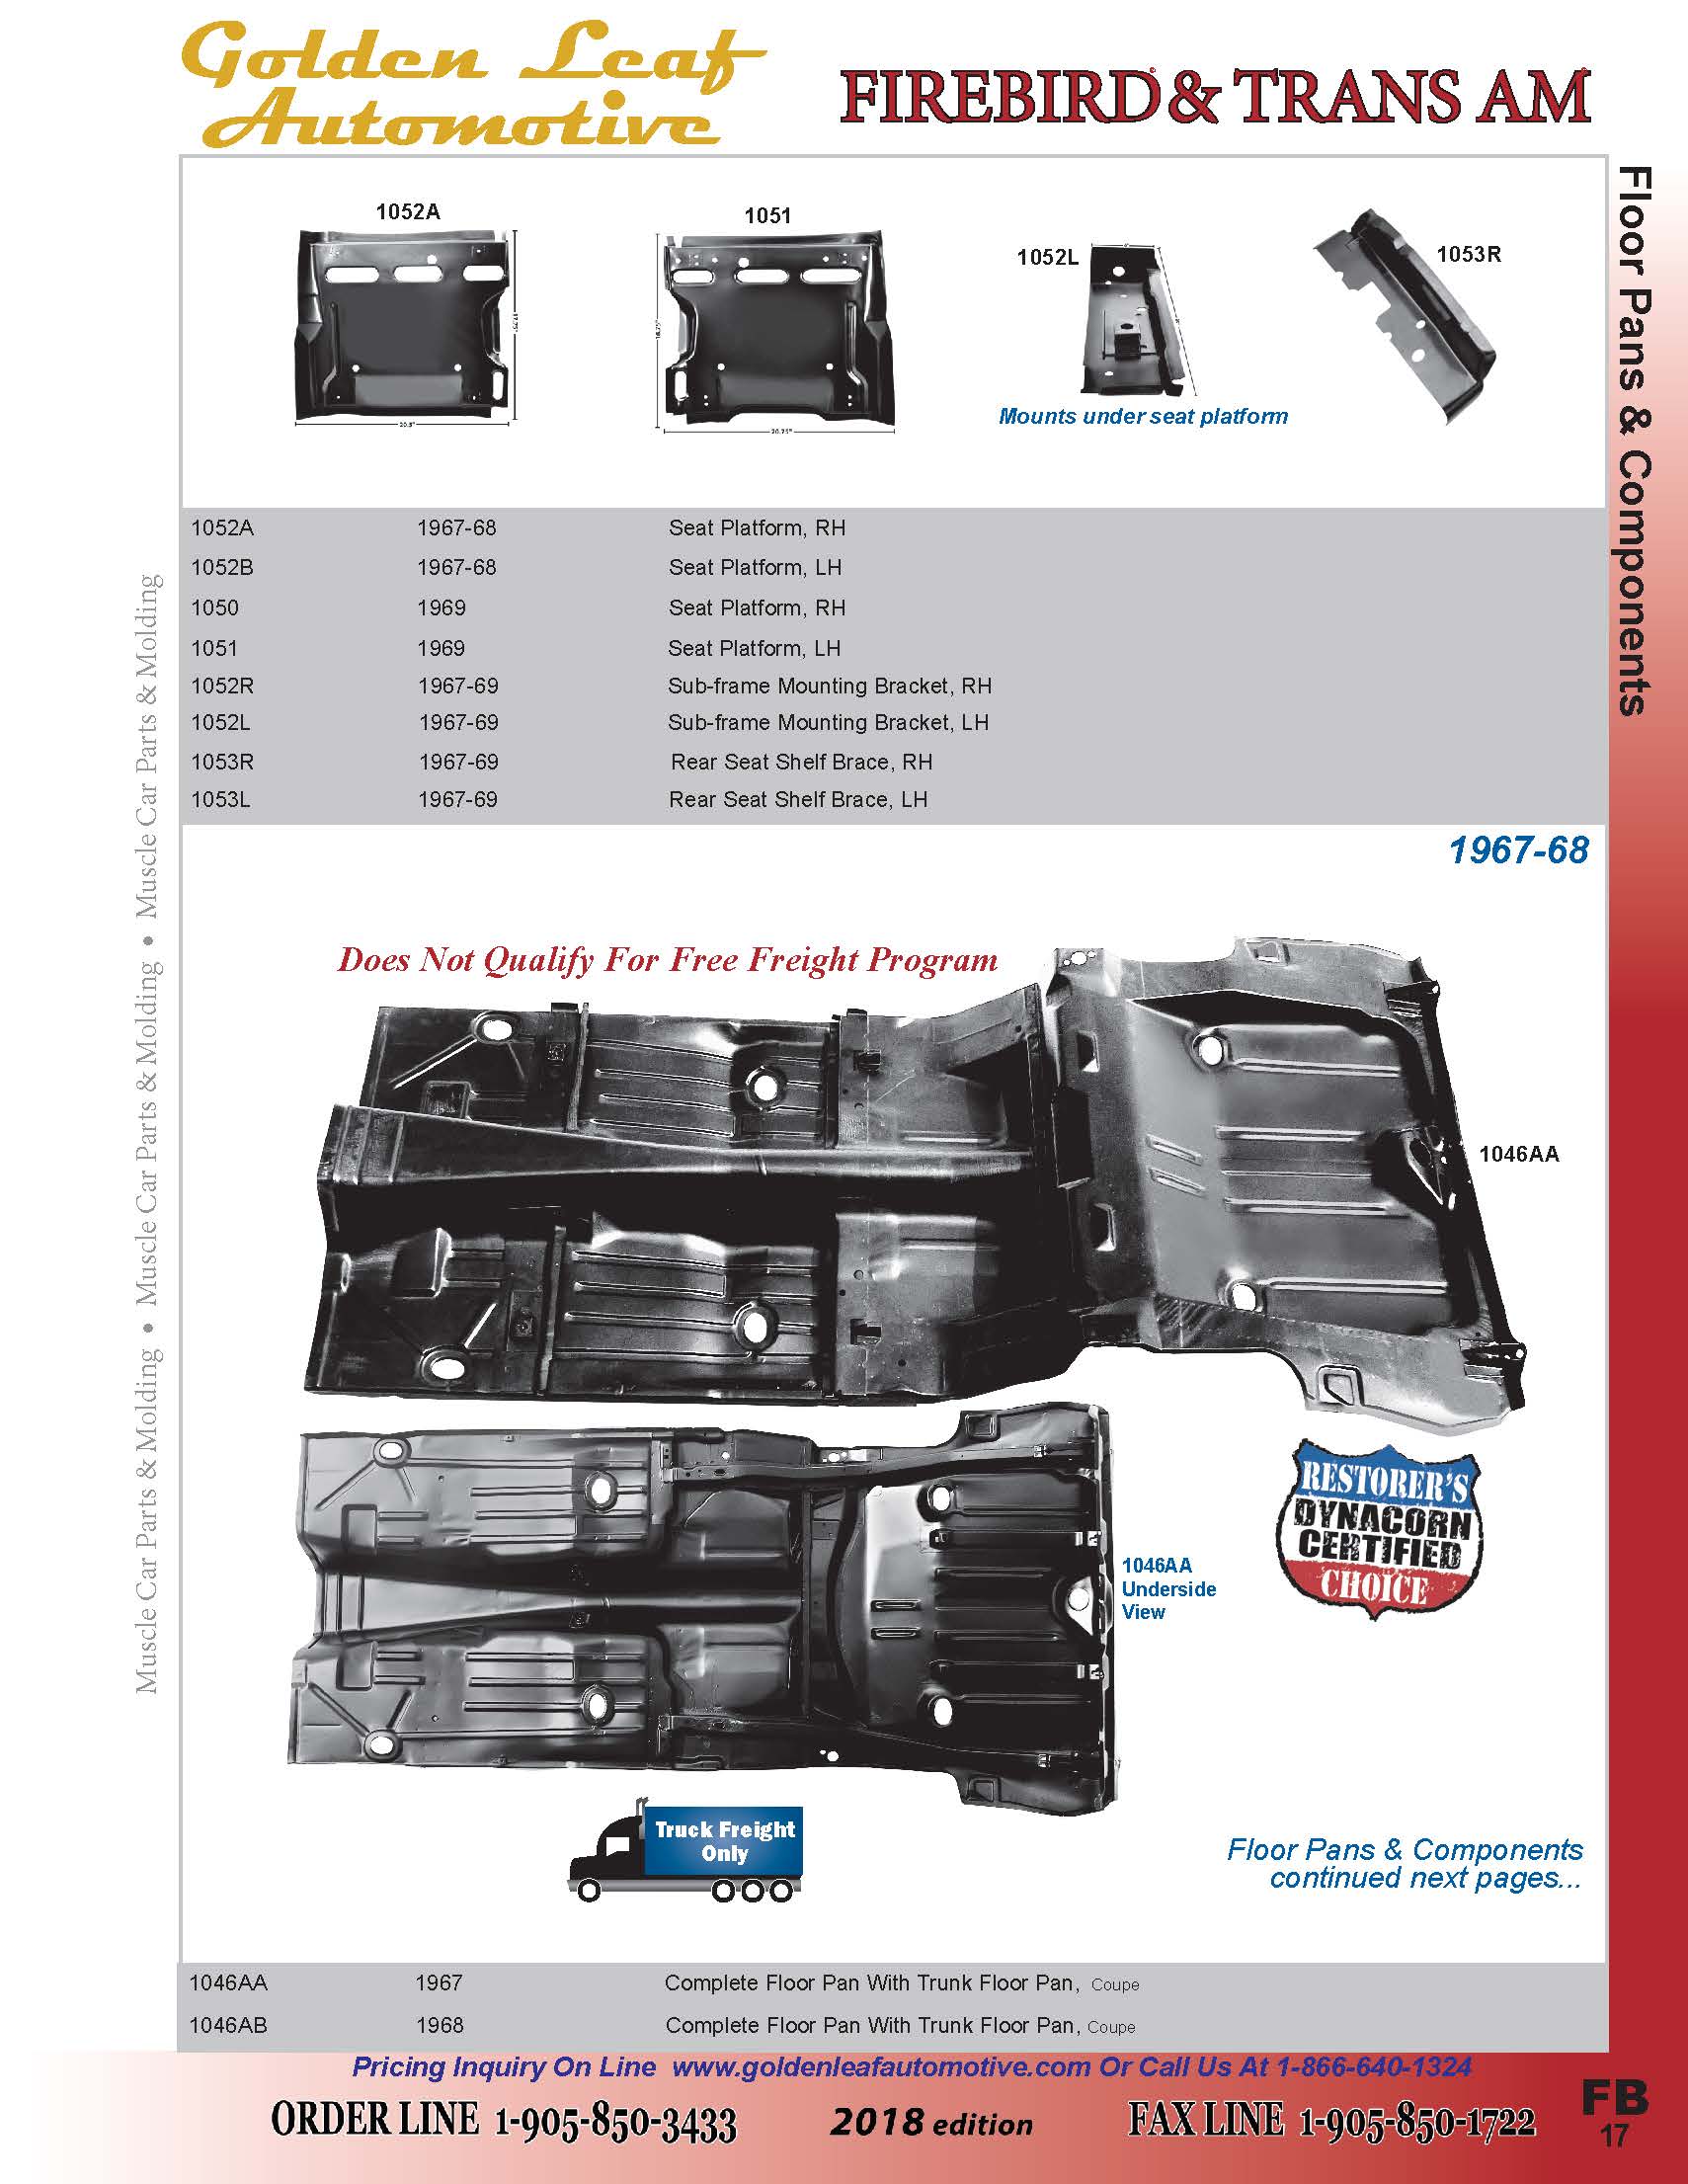 Golden Leaf
Automotive
FIREBIRD & TRANS AM
Floor Pans & Components
1052A
1051
1052L
1053R
20.5"
20.25"
Mounts under seat platform
1052A 1967-68 Seat Platform, RH
1052B 1967-68 Seat Platform, LH
1050 1969 Seat Platform, RH
1051 1969 Seat Platform, LH
1052R 1967-69 Sub-frame Mounting Bracket, RH
1052L 1967-69 Sub-frame Mounting Bracket, LH
1053R 1967-69 Rear Seat Shelf Brace, RH
1053L 1967-69 Rear Seat Shelf Brace, LH
Muscle Car Parts & Molding • Muscle Car Parts & Molding • Muscle Car Parts & Molding
1967-68
Does Not Qualify For Free Freight Program
1046AA
RESTORER'S
DYNACORN
CERTIFIED
CHOICE
1046AA
Underside
View
Truck Freight
Only
Floor Pans & Components
continued next pages...
1046AA 1967 Complete Floor Pan With Trunk Floor Pan, Coupe
1046AB 1968 Complete Floor Pan With Trunk Floor Pan, Coupe
Pricing Inquiry On Line www.goldenleafautomotive.com Or Call Us At 1-866-640-1324
ORDER LINE 1-905-850-3433
2018 edition
FAX LINE 1-905-850-1722
FB
17